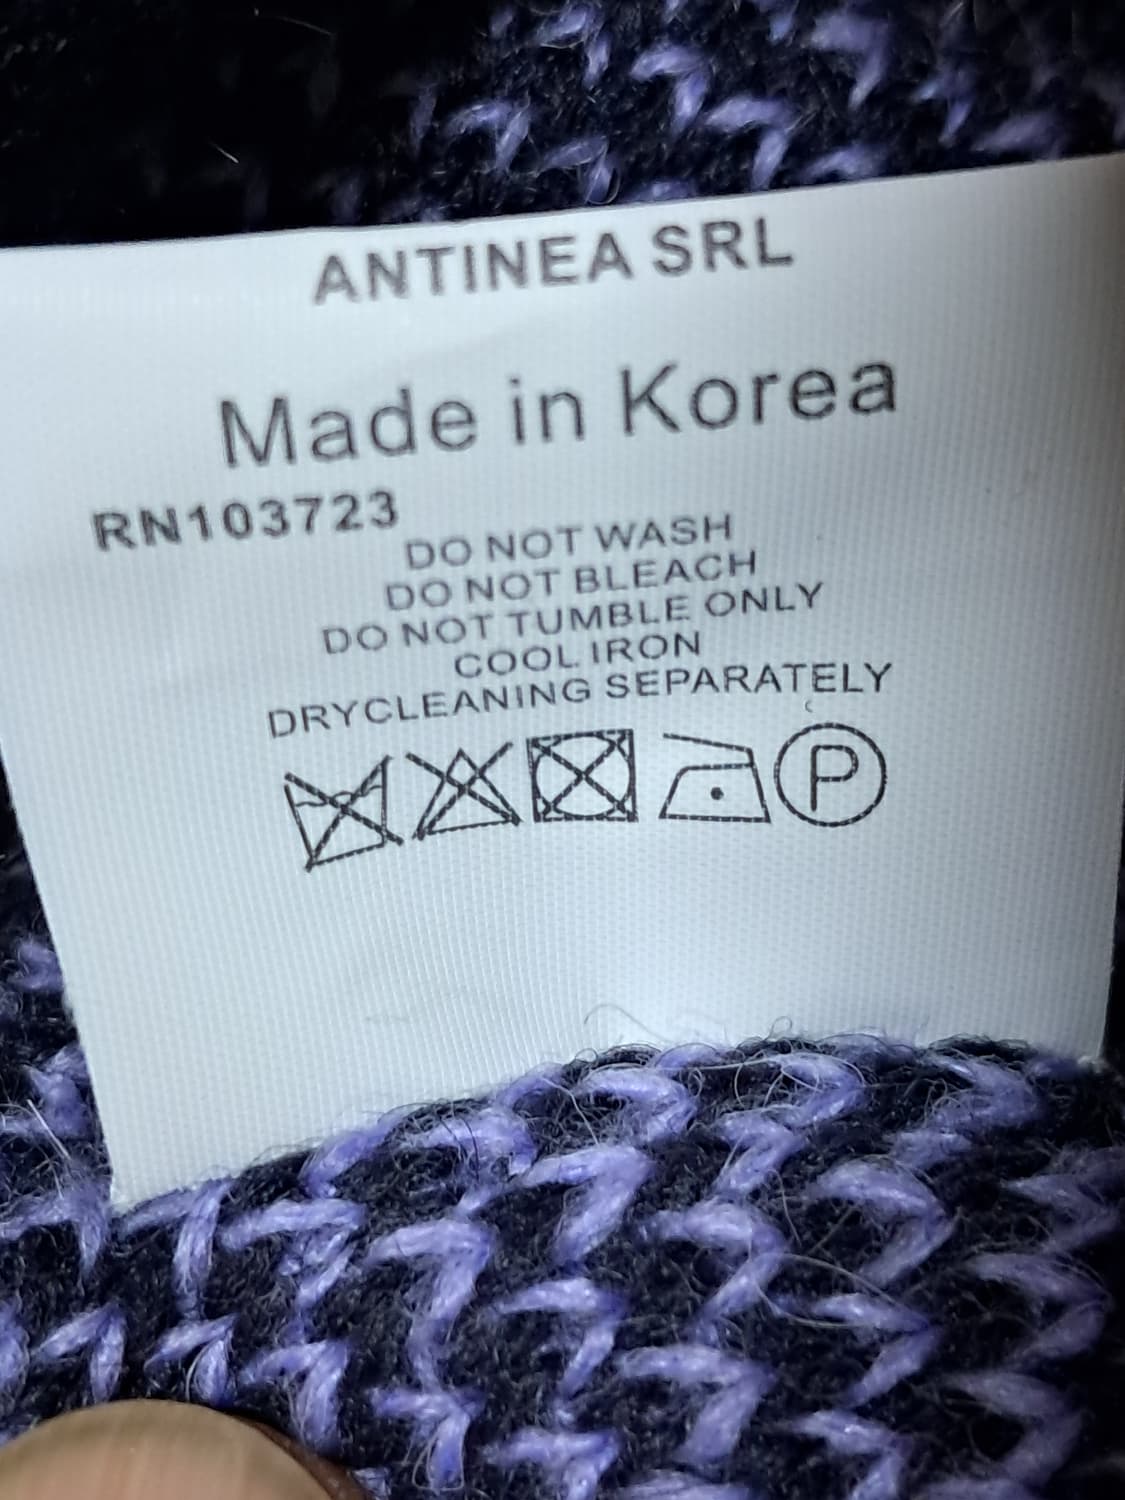 ANTINEA SRL
Made in Korea
RN103723
DO NOT WASH
DO NOT BLEACH
DO NOT TUMBLE ONLY
COOL IRON
DRYCLEANING SEPARATELY
P